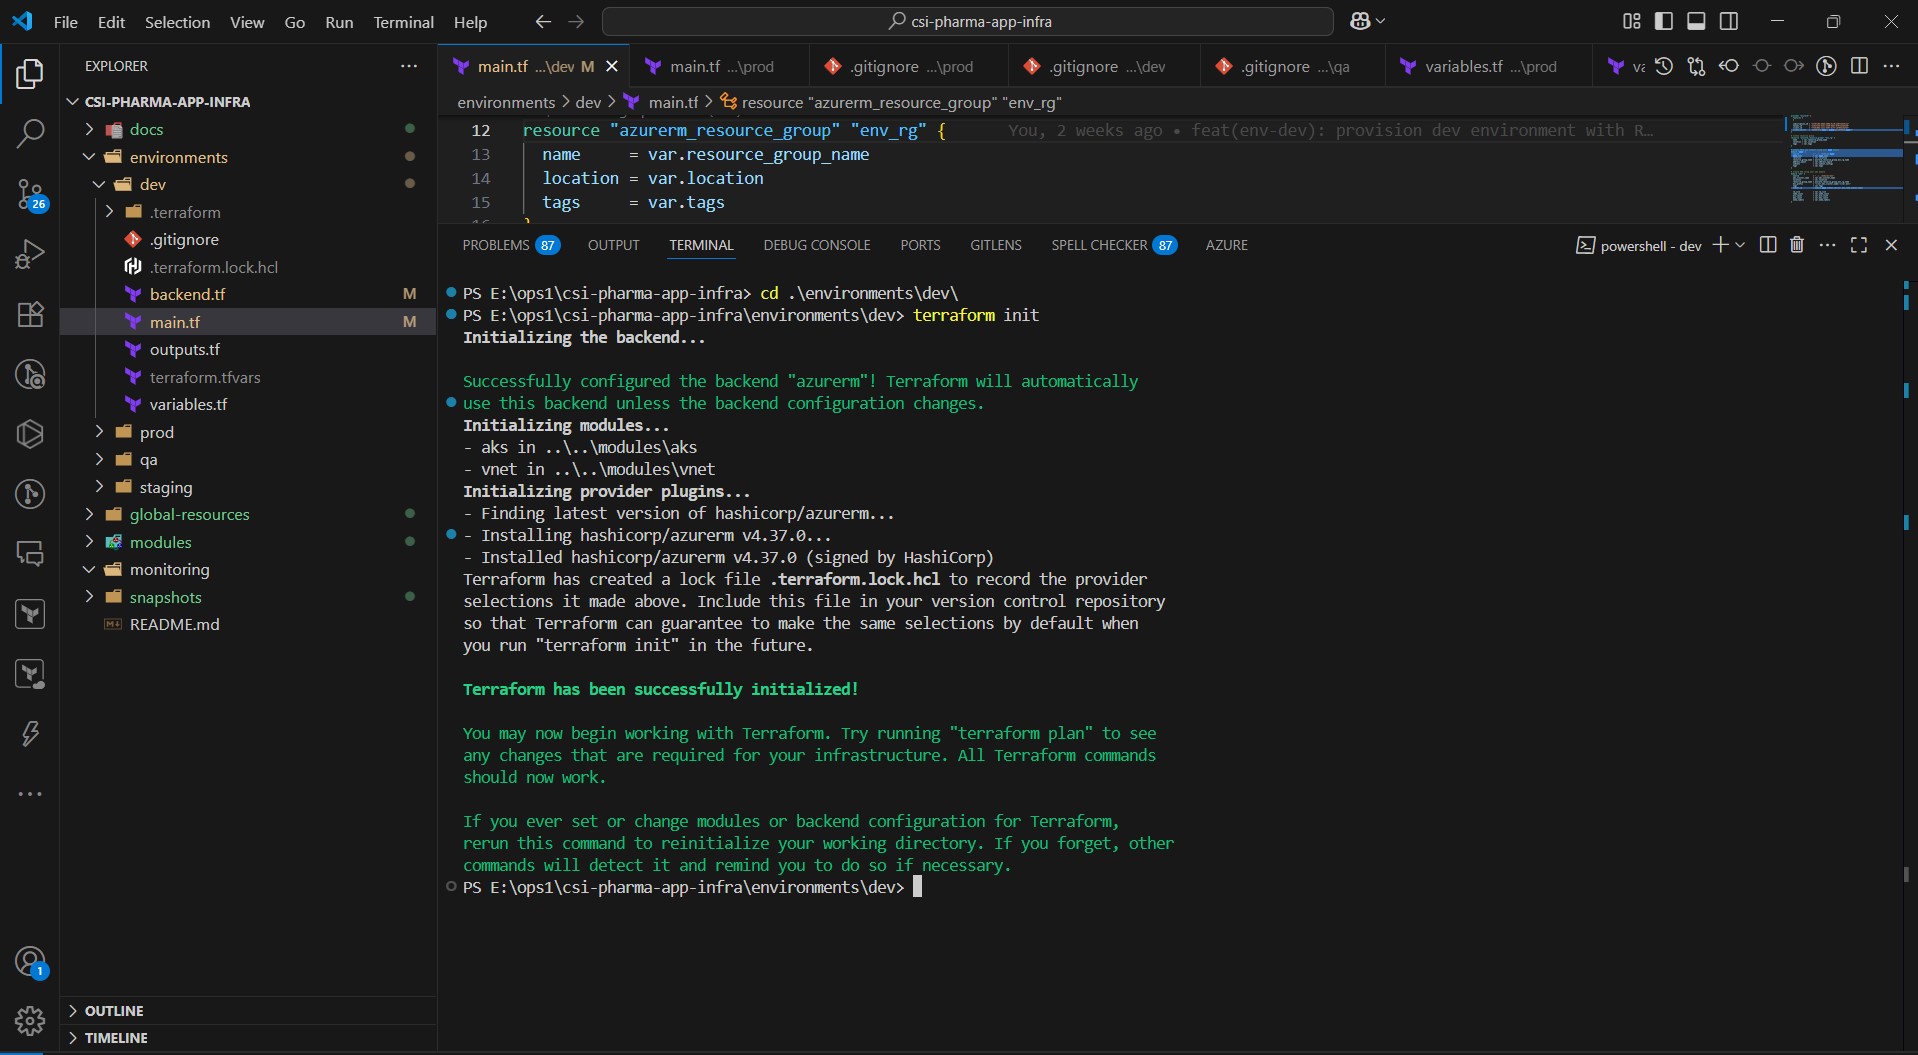 File Edit Selection View Go Run Terminal Help
csi-pharma-app-infra
EXPLORER
CSI-PHARMA-APP-INFRA
docs
environments
dev
.terraform
.gitignore
.terraform.lock.hcl
backend.tf M
main.tf M
outputs.tf
terraform.tfvars
variables.tf
prod
qa
staging
global-resources
modules
monitoring
snapshots
README.md
OUTLINE
TIMELINE
26
1
main.tf ...\dev M
main.tf ...\prod
.gitignore ...\prod
.gitignore ...\dev
.gitignore ...\qa
variables.tf ...\prod
environments > dev > main.tf > resource "azurerm_resource_group" "env_rg"
12 resource "azurerm_resource_group" "env_rg" { You, 2 weeks ago • feat(env-dev): provision dev environment with R…
13 name = var.resource_group_name
14 location = var.location
15 tags = var.tags
PROBLEMS 87 OUTPUT TERMINAL DEBUG CONSOLE PORTS GITLENS SPELL CHECKER 87 AZURE
powershell - dev
PS E:\ops1\csi-pharma-app-infra> cd .\environments\dev\
PS E:\ops1\csi-pharma-app-infra\environments\dev> terraform init
Initializing the backend...
Successfully configured the backend "azurerm"! Terraform will automatically
use this backend unless the backend configuration changes.
Initializing modules...
- aks in ..\..\modules\aks
- vnet in ..\..\modules\vnet
Initializing provider plugins...
- Finding latest version of hashicorp/azurerm...
- Installing hashicorp/azurerm v4.37.0...
- Installed hashicorp/azurerm v4.37.0 (signed by HashiCorp)
Terraform has created a lock file .terraform.lock.hcl to record the provider
selections it made above. Include this file in your version control repository
so that Terraform can guarantee to make the same selections by default when
you run "terraform init" in the future.
Terraform has been successfully initialized!
You may now begin working with Terraform. Try running "terraform plan" to see
any changes that are required for your infrastructure. All Terraform commands
should now work.
If you ever set or change modules or backend configuration for Terraform,
rerun this command to reinitialize your working directory. If you forget, other
commands will detect it and remind you to do so if necessary.
PS E:\ops1\csi-pharma-app-infra\environments\dev>